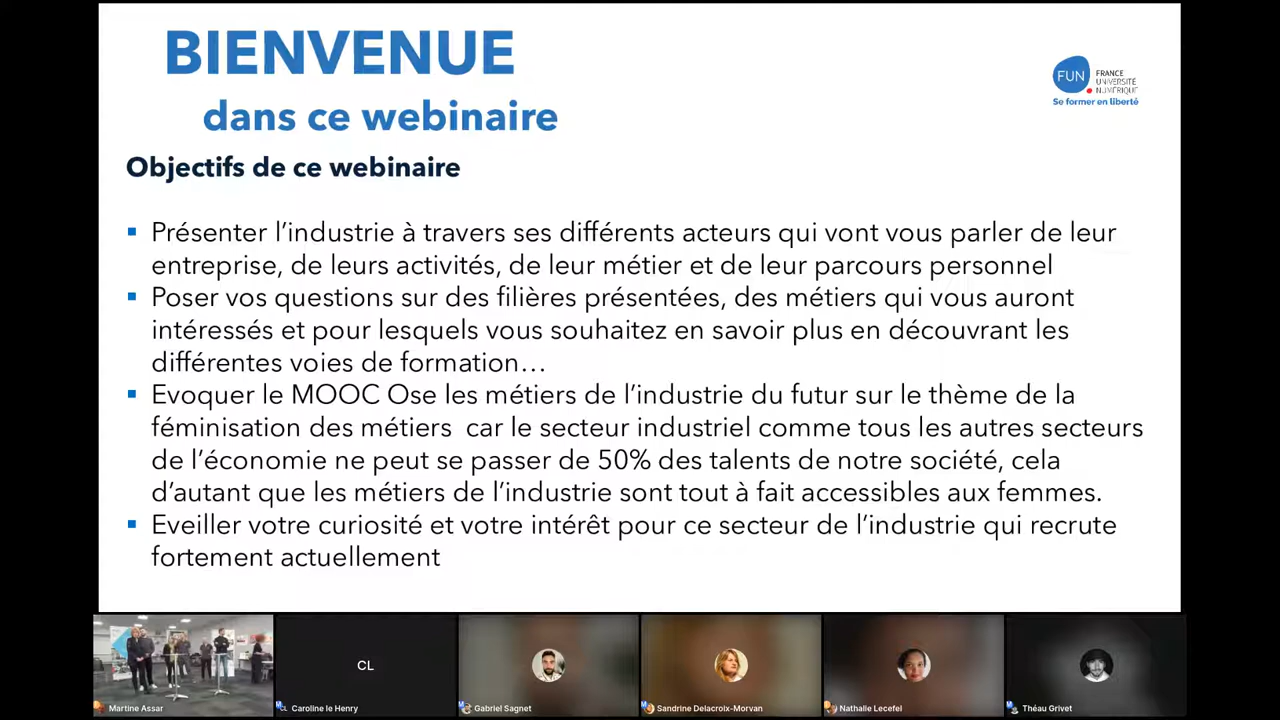 BIENVENUE
dans ce webinaire
FUN
FRANCE
UNIVERSITÉ
NUMÉRIQUE
Se former en liberté
Objectifs de ce webinaire
▪ Présenter l’industrie à travers ses différents acteurs qui vont vous parler de leur
entreprise, de leurs activités, de leur métier et de leur parcours personnel
▪ Poser vos questions sur des filières présentées, des métiers qui vous auront
intéressés et pour lesquels vous souhaitez en savoir plus en découvrant les
différentes voies de formation…
▪ Evoquer le MOOC Ose les métiers de l’industrie du futur sur le thème de la
féminisation des métiers  car le secteur industriel comme tous les autres secteurs
de l’économie ne peut se passer de 50% des talents de notre société, cela
d’autant que les métiers de l’industrie sont tout à fait accessibles aux femmes.
▪ Eveiller votre curiosité et votre intérêt pour ce secteur de l’industrie qui recrute
fortement actuellement
CL
Martine Assar
CL Caroline le Henry
Gabriel Sagnet
Sandrine Delacroix-Morvan
Nathalie Lecefel
Théau Grivet